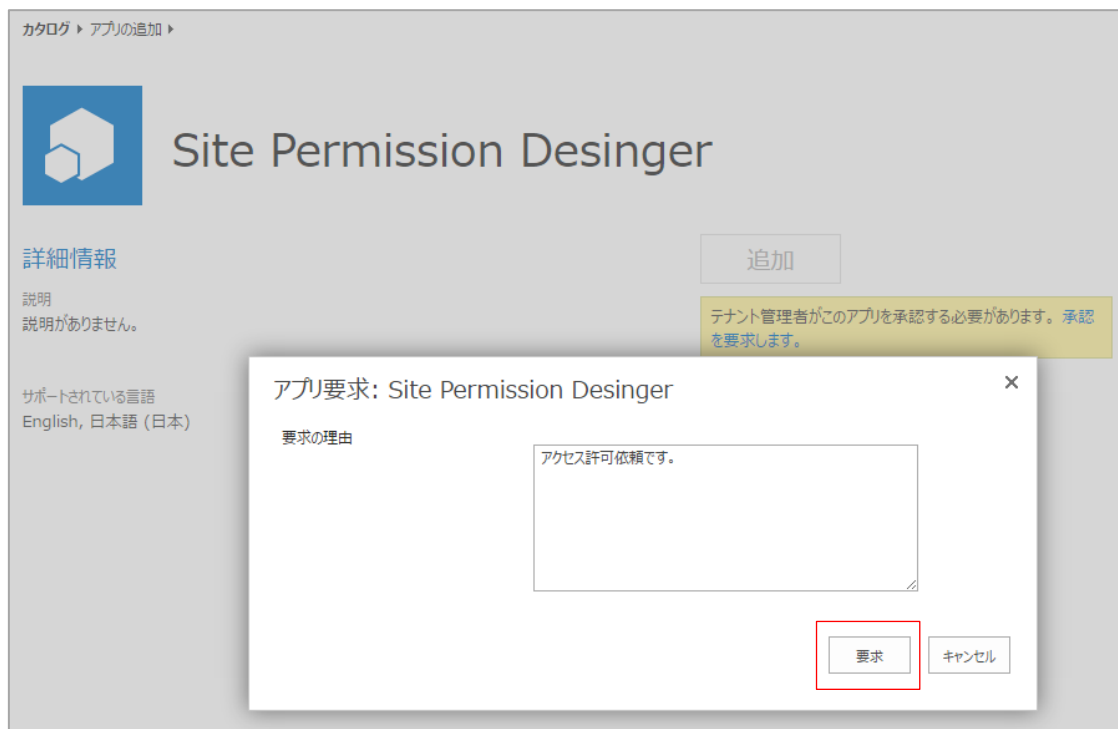 カタログ ▸ アプリの追加 ▸
Site Permission Desinger
詳細情報
追加
説明
説明がありません。
テナント管理者がこのアプリを承認する必要があります。承認
を要求します。
サポートされている言語
English, 日本語 (日本)
アプリ要求: Site Permission Desinger
要求の理由
アクセス許可依頼です。
要求
キャンセル